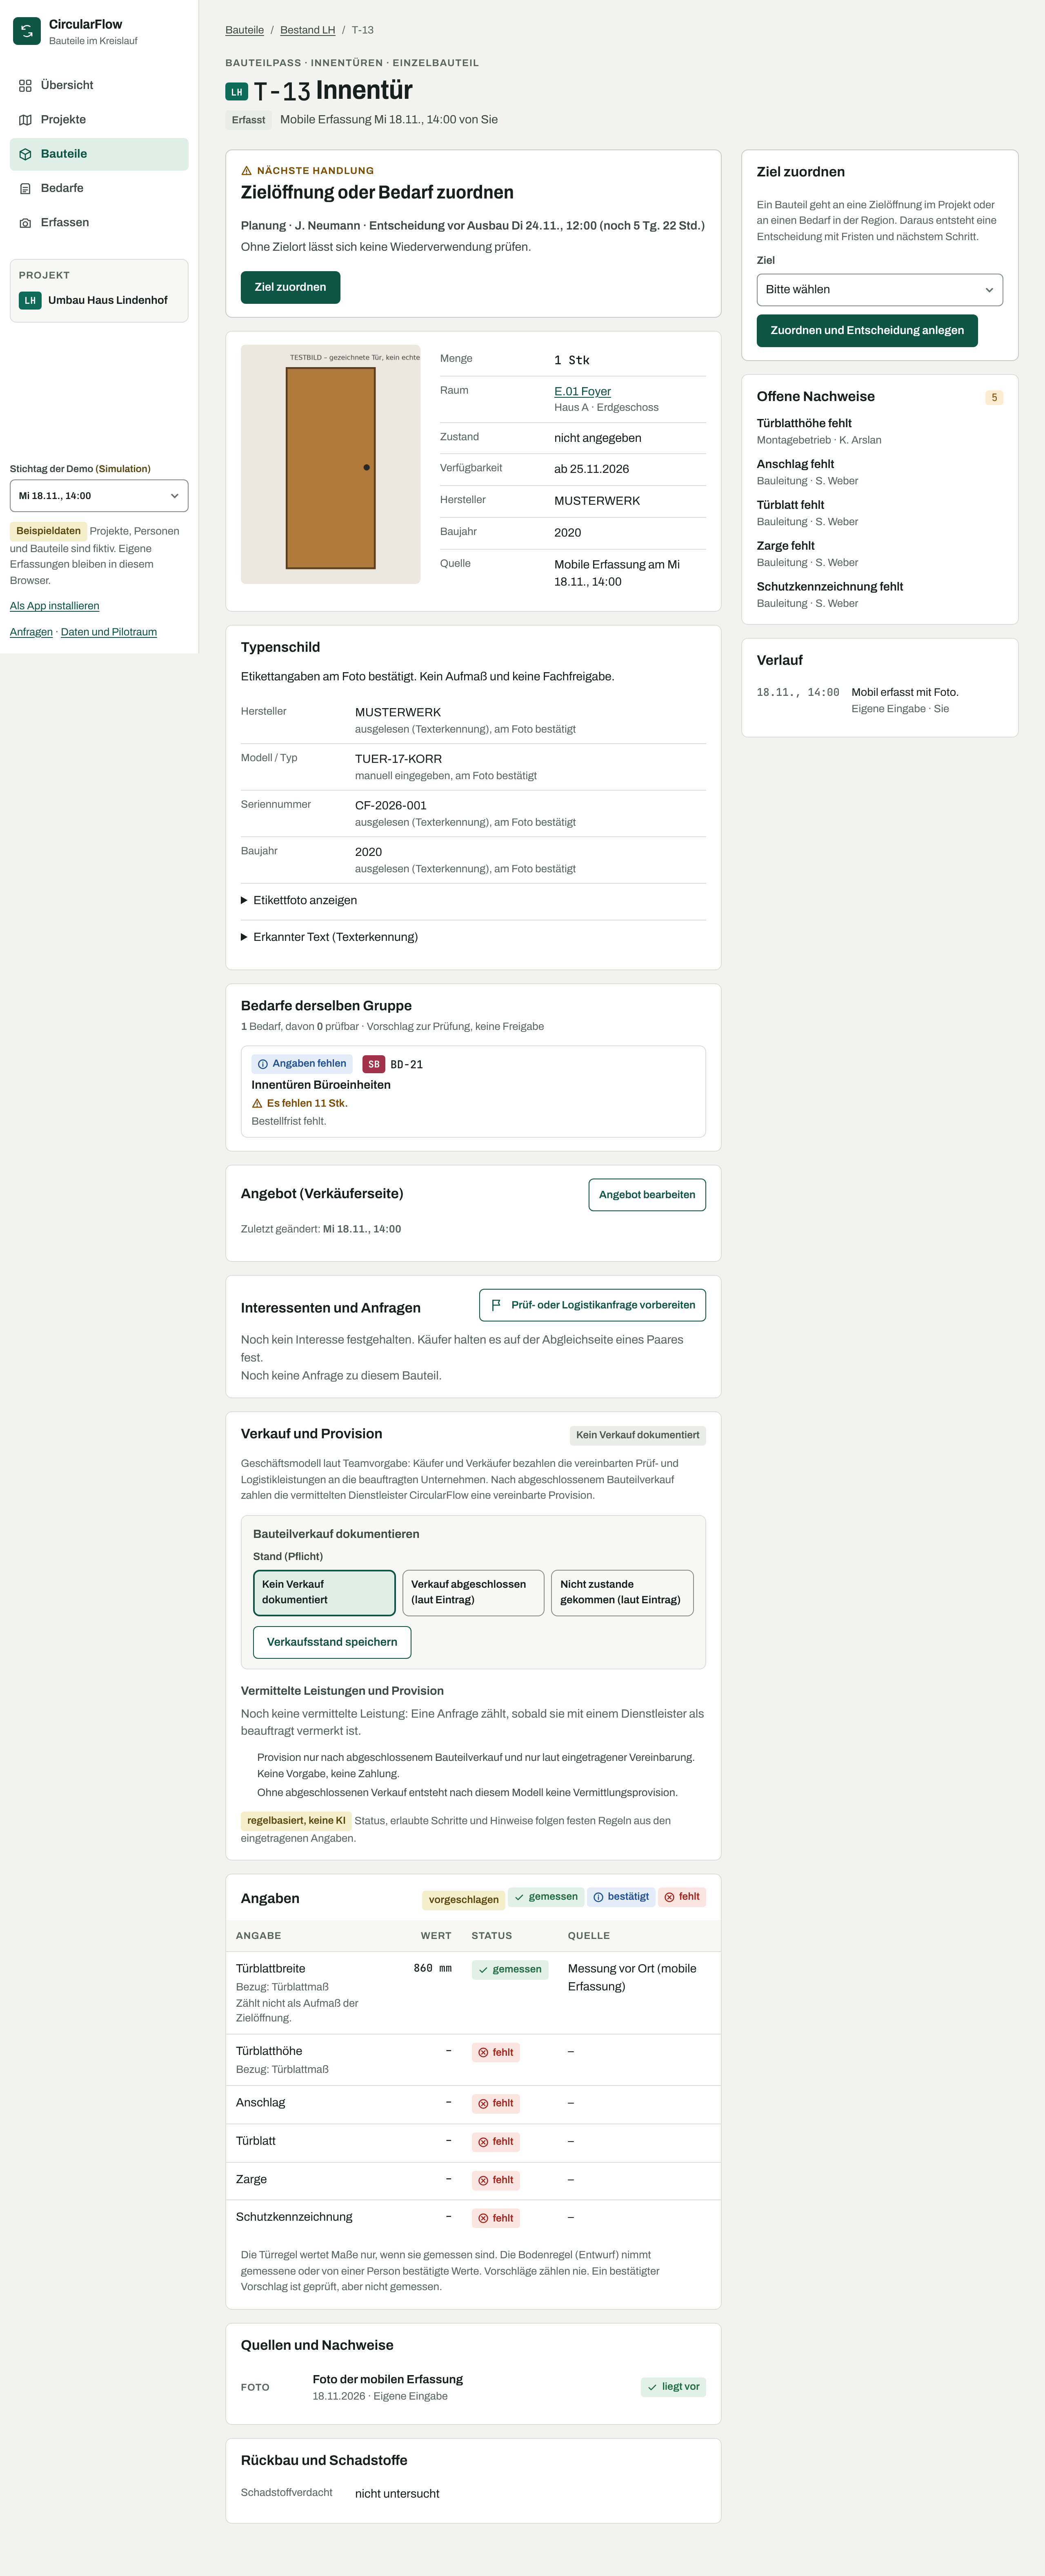 CircularFlow
Bauteile im Kreislauf
Übersicht
Projekte
Bauteile
Bedarfe
Erfassen
PROJEKT
LH Umbau Haus Lindenhof
Stichtag der Demo (Simulation)
Mi 18.11., 14:00
Beispieldaten Projekte, Personen
und Bauteile sind fiktiv. Eigene
Erfassungen bleiben in diesem
Browser.
Als App installieren
Anfragen · Daten und Pilotraum
Bauteile / Bestand LH / T-13
BAUTEILPASS · INNENTÜREN · EINZELBAUTEIL
LH T-13 Innentür
Erfasst Mobile Erfassung Mi 18.11., 14:00 von Sie
NÄCHSTE HANDLUNG
Zielöffnung oder Bedarf zuordnen
Planung · J. Neumann · Entscheidung vor Ausbau Di 24.11., 12:00 (noch 5 Tg. 22 Std.)
Ohne Zielort lässt sich keine Wiederverwendung prüfen.
Ziel zuordnen
TESTBILD – gezeichnete Tür, kein echte
Menge 1 Stk
Raum E.01 Foyer
Haus A · Erdgeschoss
Zustand nicht angegeben
Verfügbarkeit ab 25.11.2026
Hersteller MUSTERWERK
Baujahr 2020
Quelle Mobile Erfassung am Mi
18.11., 14:00
Typenschild
Etikettangaben am Foto bestätigt. Kein Aufmaß und keine Fachfreigabe.
Hersteller MUSTERWERK
ausgelesen (Texterkennung), am Foto bestätigt
Modell / Typ TUER-17-KORR
manuell eingegeben, am Foto bestätigt
Seriennummer CF-2026-001
ausgelesen (Texterkennung), am Foto bestätigt
Baujahr 2020
ausgelesen (Texterkennung), am Foto bestätigt
Etikettfoto anzeigen
Erkannter Text (Texterkennung)
Bedarfe derselben Gruppe
1 Bedarf, davon 0 prüfbar · Vorschlag zur Prüfung, keine Freigabe
Angaben fehlen SB BD-21
Innentüren Büroeinheiten
Es fehlen 11 Stk.
Bestellfrist fehlt.
Angebot (Verkäuferseite)
Angebot bearbeiten
Zuletzt geändert: Mi 18.11., 14:00
Interessenten und Anfragen
Prüf- oder Logistikanfrage vorbereiten
Noch kein Interesse festgehalten. Käufer halten es auf der Abgleichseite eines Paares
fest.
Noch keine Anfrage zu diesem Bauteil.
Verkauf und Provision
Kein Verkauf dokumentiert
Geschäftsmodell laut Teamvorgabe: Käufer und Verkäufer bezahlen die vereinbarten Prüf- und
Logistikleistungen an die beauftragten Unternehmen. Nach abgeschlossenem Bauteilverkauf
zahlen die vermittelten Dienstleister CircularFlow eine vereinbarte Provision.
Bauteilverkauf dokumentieren
Stand (Pflicht)
Kein Verkauf
dokumentiert
Verkauf abgeschlossen
(laut Eintrag)
Nicht zustande
gekommen (laut Eintrag)
Verkaufsstand speichern
Vermittelte Leistungen und Provision
Noch keine vermittelte Leistung: Eine Anfrage zählt, sobald sie mit einem Dienstleister als
beauftragt vermerkt ist.
Provision nur nach abgeschlossenem Bauteilverkauf und nur laut eingetragener Vereinbarung.
Keine Vorgabe, keine Zahlung.
Ohne abgeschlossenen Verkauf entsteht nach diesem Modell keine Vermittlungsprovision.
regelbasiert, keine KI Status, erlaubte Schritte und Hinweise folgen festen Regeln aus den
eingetragenen Angaben.
Angaben
vorgeschlagen gemessen bestätigt fehlt
ANGABE WERT STATUS QUELLE
Türblattbreite 860 mm gemessen Messung vor Ort (mobile
Erfassung)
Bezug: Türblattmaß
Zählt nicht als Aufmaß der
Zielöffnung.
Türblatthöhe – fehlt –
Bezug: Türblattmaß
Anschlag – fehlt –
Türblatt – fehlt –
Zarge – fehlt –
Schutzkennzeichnung – fehlt –
Die Türregel wertet Maße nur, wenn sie gemessen sind. Die Bodenregel (Entwurf) nimmt
gemessene oder von einer Person bestätigte Werte. Vorschläge zählen nie. Ein bestätigter
Vorschlag ist geprüft, aber nicht gemessen.
Quellen und Nachweise
FOTO Foto der mobilen Erfassung
18.11.2026 · Eigene Eingabe
liegt vor
Rückbau und Schadstoffe
Schadstoffverdacht nicht untersucht
Ziel zuordnen
Ein Bauteil geht an eine Zielöffnung im Projekt oder
an einen Bedarf in der Region. Daraus entsteht eine
Entscheidung mit Fristen und nächstem Schritt.
Ziel
Bitte wählen
Zuordnen und Entscheidung anlegen
Offene Nachweise 5
Türblatthöhe fehlt
Montagebetrieb · K. Arslan
Anschlag fehlt
Bauleitung · S. Weber
Türblatt fehlt
Bauleitung · S. Weber
Zarge fehlt
Bauleitung · S. Weber
Schutzkennzeichnung fehlt
Bauleitung · S. Weber
Verlauf
18.11., 14:00 Mobil erfasst mit Foto.
Eigene Eingabe · Sie